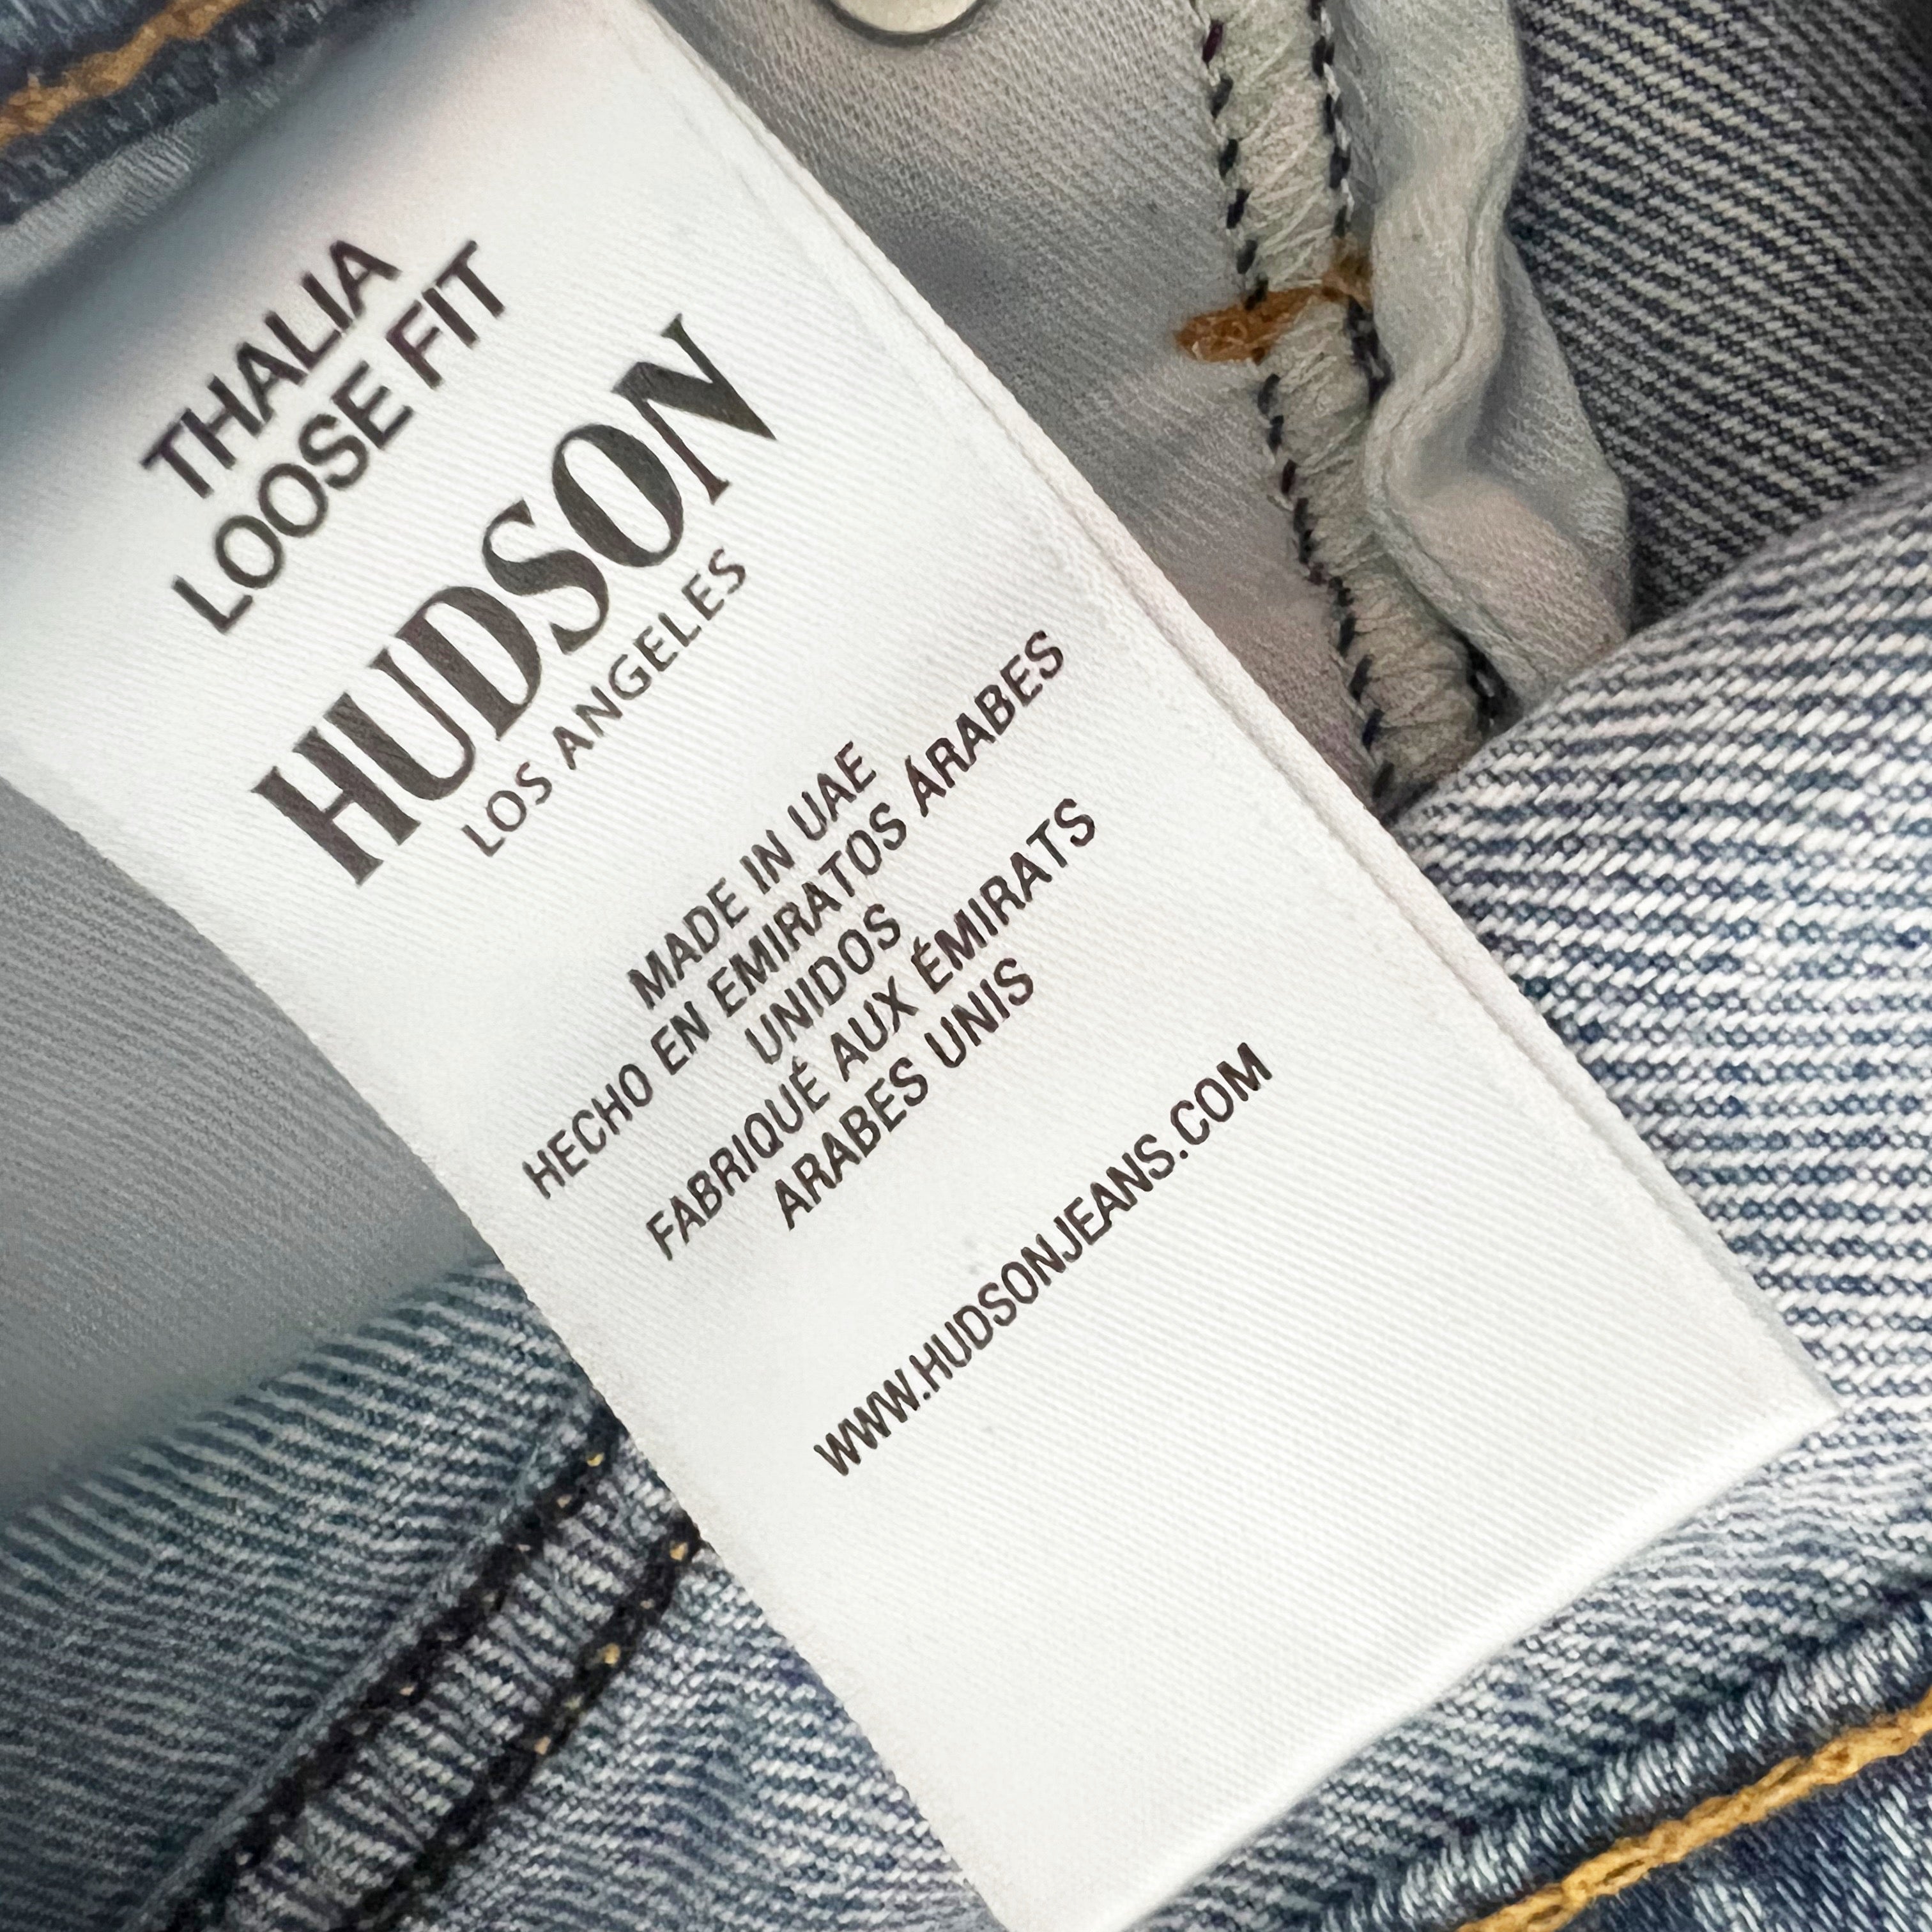 THALIA
LOOSE FIT
HUDSON
LOS ANGELES
MADE IN UAE
HECHO EN EMIRATOS ÁRABES
UNIDOS
FABRIQUÉ AUX ÉMIRATS
ARABES UNIS
WWW.HUDSONJEANS.COM